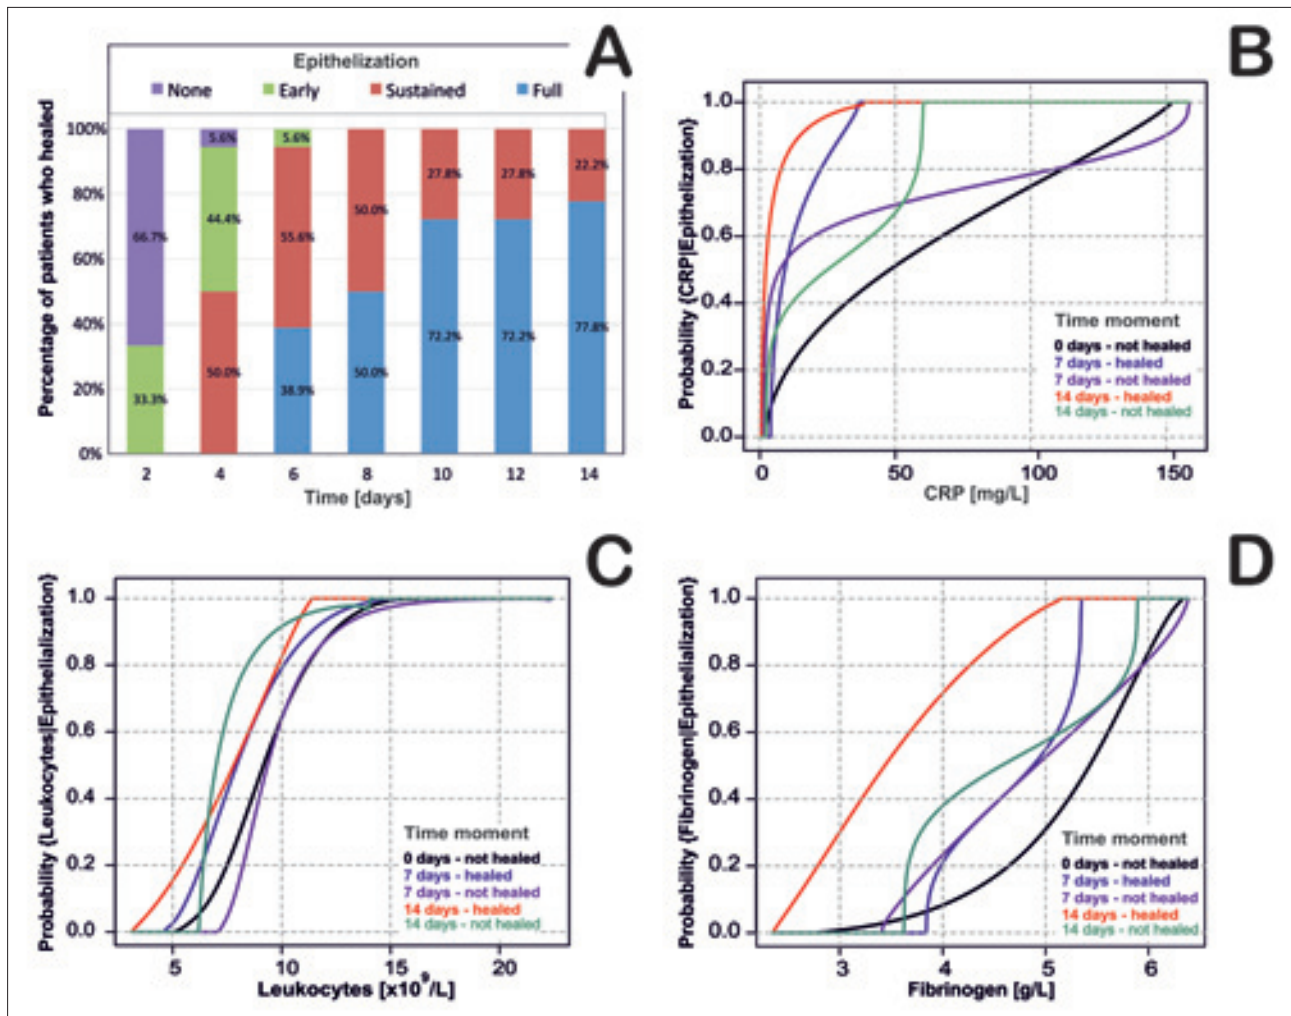 A
Epithelization
None Early Sustained Full
Percentage of patients who healed
100%
80%
60%
40%
20%
0%
66.7%
33.3%
5.6%
44.4%
50.0%
5.6%
55.6%
38.9%
50.0%
50.0%
27.8%
72.2%
27.8%
72.2%
22.2%
77.8%
2 4 6 8 10 12 14
Time [days]
B
Probability {CRP|Epithelization}
1.0
0.8
0.6
0.4
0.2
0.0
Time moment
0 days - not healed
7 days - healed
7 days - not healed
14 days - healed
14 days - not healed
0 50 100 150
CRP [mg/L]
C
Probability {Leukocytes|Epithelization}
1.0
0.8
0.6
0.4
0.2
0.0
Time moment
0 days - not healed
7 days - healed
7 days - not healed
14 days - healed
14 days - not healed
5 10 15 20
Leukocytes [x10⁹/L]
D
Probability {Fibrinogen|Epithelialization}
1.0
0.8
0.6
0.4
0.2
0.0
Time moment
0 days - not healed
7 days - healed
7 days - not healed
14 days - healed
14 days - not healed
3 4 5 6
Fibrinogen [g/L]